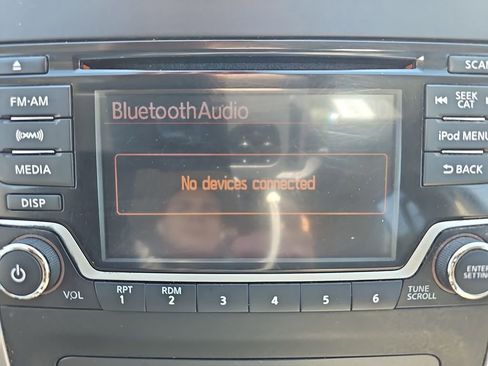 SCAN
FM·AM
SEEK
CAT
BluetoothAudio
((XM))
iPod MENU
No devices connected
MEDIA
BACK
DISP
VOL
RPT
1
RDM
2
3
4
5
6
TUNE
SCROLL
ENTER
SETTING